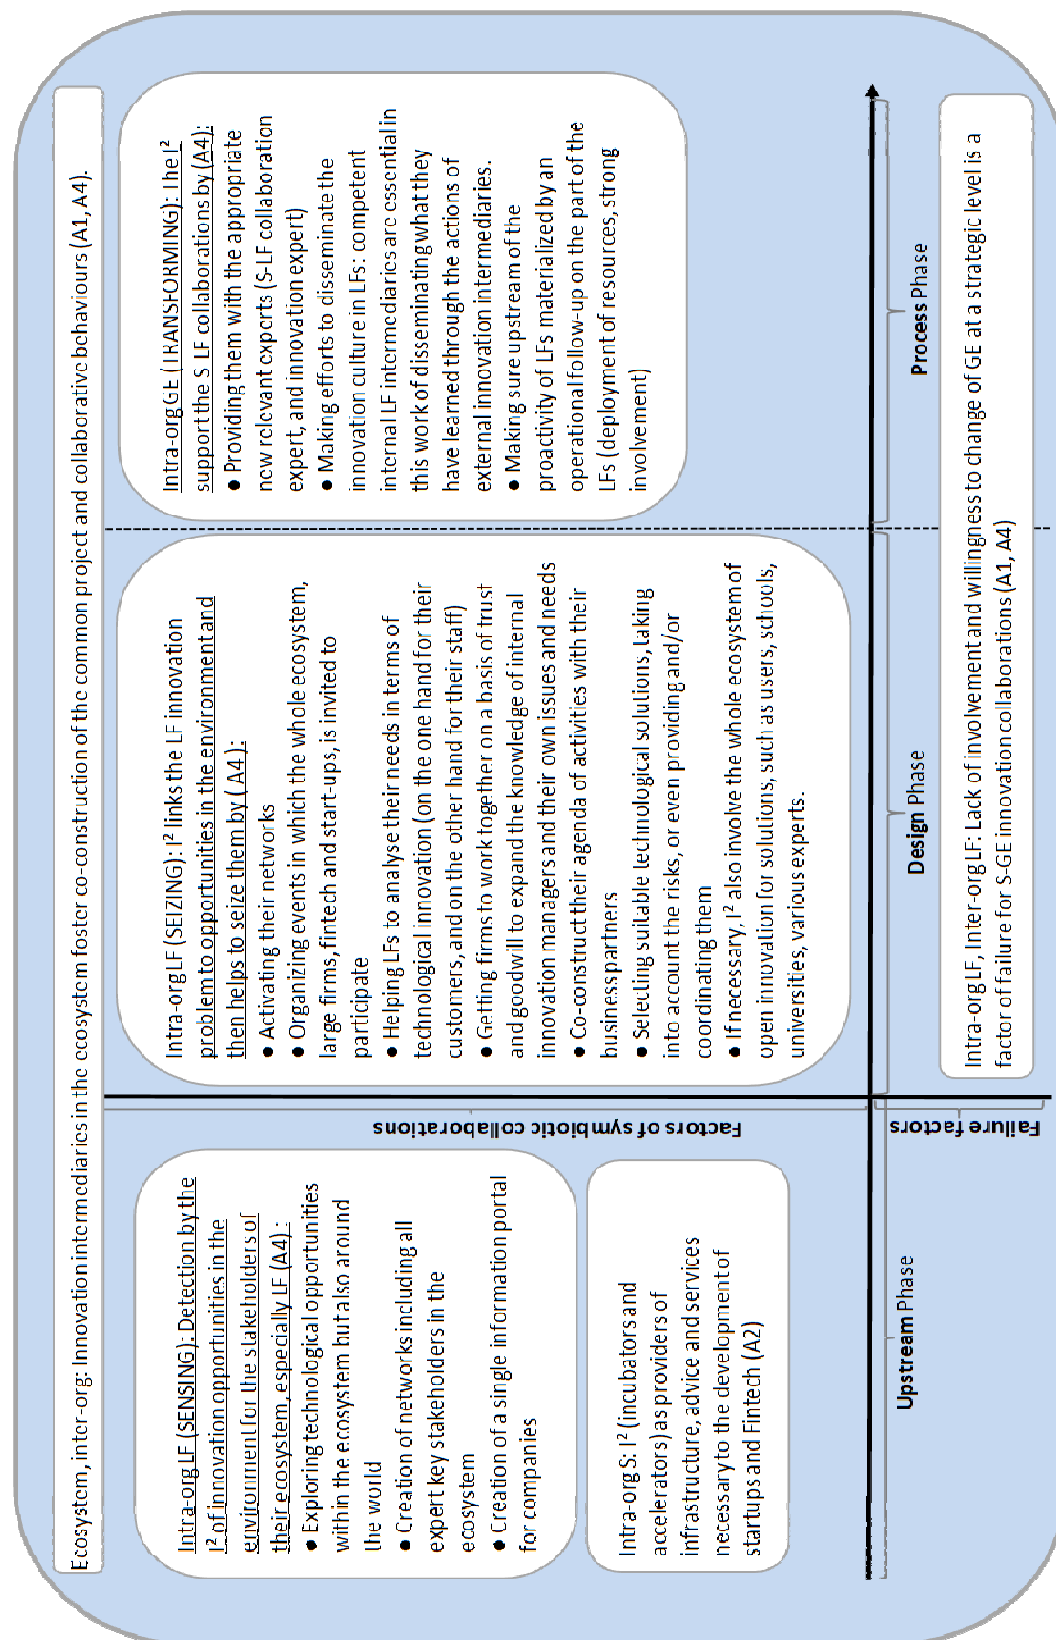 Ecosystem, inter-org: Innovation intermediaries in the ecosystem foster co-construction of the common project and collaborative behaviours (A1, A4).
Intra-org LF (SENSING): Detection by the
I² of innovation opportunities in the
environment for the stakeholders of
their ecosystem, especially LF (A4) :
● Exploring technological opportunities
within the ecosystem but also around
the world
● Creation of networks including all
expert key stakeholders in the
ecosystem
● Creation of a single information portal
for companies
Intra-org S: I² (incubators and
accelerators) as providers of
infrastructure, advice and services
necessary to the development of
startups and Fintech (A2)
Factors of symbiotic collaborations
Failure factors
Intra-org LF (SEIZING): I² links the LF innovation
problem to opportunities in the environment and
then helps to seize them by ( A4) :
● Activating their networks
● Organizing events in which the whole ecosystem,
large firms, fintech and start-ups, is invited to
participate
● Helping LFs to analyse their needs in terms of
technological innovation (on the one hand for their
customers, and on the other hand for their staff)
● Getting firms to work together on a basis of trust
and goodwill to expand the knowledge of internal
innovation managers and their own issues and needs
● Co-construct their agenda of activities with their
business partners
● Selecting suitable technological solutions, taking
into account the risks, or even providing and/or
coordinating them
● If necessary, I² also involve the whole ecosystem of
open innovation for solutions, such as users, schools,
universities, various experts.
Intra-org GE (TRANSFORMING): The I²
support the S LF collaborations by (A4):
● Providing them with the appropriate
new relevant experts (S-LF collaboration
expert, and innovation expert)
● Making efforts to disseminate the
innovation culture in LFs: competent
internal LF intermediaries are essential in
this work of disseminating what they
have learned through the actions of
external innovation intermediaries.
● Making sure upstream of the
proactivity of LFs materialized by an
operational follow-up on the part of the
LFs (deployment of resources, strong
involvement)
Upstream Phase
Design Phase
Process Phase
Intra-org LF, Inter-org LF: Lack of involvement and willingness to change of GE at a strategic level is a
factor of failure for S-GE innovation collaborations (A1, A4)